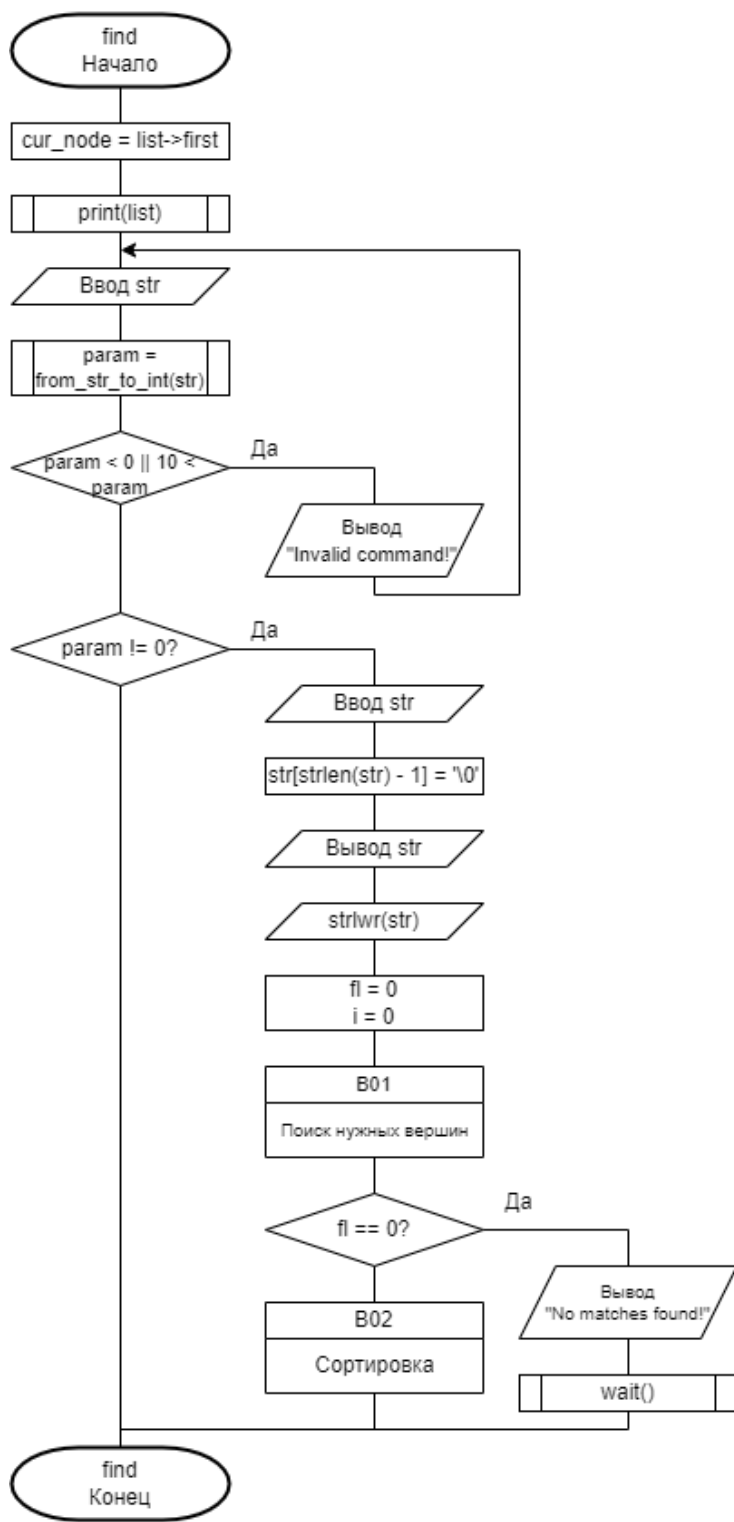 find
Начало
cur_node = list->first
print(list)
Ввод str
param =
from_str_to_int(str)
param < 0 || 10 <
param
Да
Вывод
"Invalid command!"
param != 0?
Да
Ввод str
str[strlen(str) - 1] = '\0'
Вывод str
strlwr(str)
fl = 0
i = 0
B01
Поиск нужных вершин
fl == 0?
Да
Вывод
"No matches found!"
B02
Сортировка
wait()
find
Конец